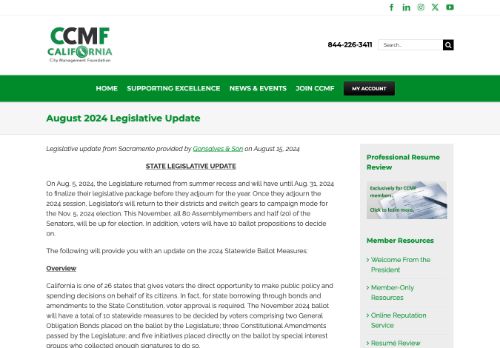 CCMF
CALIFORNIA
City Management Foundation
844-226-3411
Search...
HOME SUPPORTING EXCELLENCE NEWS & EVENTS JOIN CCMF MY ACCOUNT
August 2024 Legislative Update
Legislative update from Sacramento provided by Gonsalves & Son on August 15, 2024
STATE LEGISLATIVE UPDATE
On Aug. 5, 2024, the Legislature returned from summer recess and will have until Aug. 31, 2024
to finalize their legislative package before they adjourn for the year. Once they adjourn the
2024 session, Legislator's will return to their districts and switch gears to campaign mode for
the Nov. 5, 2024 election. This November, all 80 Assemblymembers and half (20) of the
Senators, will be up for election. In addition, voters will have 10 ballot propositions to decide
on.
The following will provide you with an update on the 2024 Statewide Ballot Measures:
Overview
California is one of 26 states that gives voters the direct opportunity to make public policy and
spending decisions on behalf of its citizens. In fact, for state borrowing through bonds and
amendments to the State Constitution, voter approval is required. The November 2024 ballot
will have a total of 10 statewide measures to be decided by voters comprising two General
Obligation Bonds placed on the ballot by the Legislature; three Constitutional Amendments
passed by the Legislature; and five initiatives placed directly on the ballot by special interest
groups who collected enough signatures to do so.
Professional Resume
Review
Exclusively for CCMF
members.
Click to learn more.
Member Resources
> Welcome From the
President
> Member-Only
Resources
> Online Reputation
Service
> Resume Review